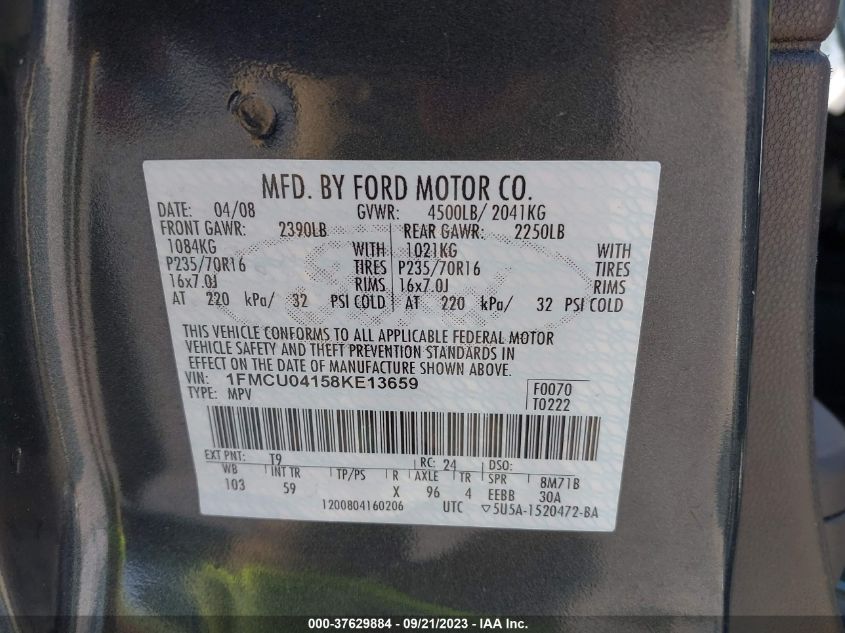 MFD. BY FORD MOTOR CO.
DATE: 04/08 GVWR: 4500LB/ 2041KG
FRONT GAWR: 2390LB REAR GAWR: 2250LB
1084KG WITH 1021KG WITH
P235/70R16 TIRES P235/70R16 TIRES
16x7.0J RIMS 16x7.0J RIMS
AT 220 kPa/ 32 PSI COLD AT 220 kPa/ 32 PSI COLD
THIS VEHICLE CONFORMS TO ALL APPLICABLE FEDERAL MOTOR
VEHICLE SAFETY AND THEFT PREVENTION STANDARDS IN
EFFECT ON THE DATE OF MANUFACTURE SHOWN ABOVE.
VIN: 1FMCU04158KE13659 F0070
TYPE: MPV T0222
EXT PNT: T9 RC: 24 DSO:
WB INT TR TP/PS R AXLE TR SPR 8M71B
103 59 X 96 4 EEBB 30A
1200804160206 UTC ▽5U5A-1520472-BA
000-37629884 / 09/21/2023 / IAA Inc.